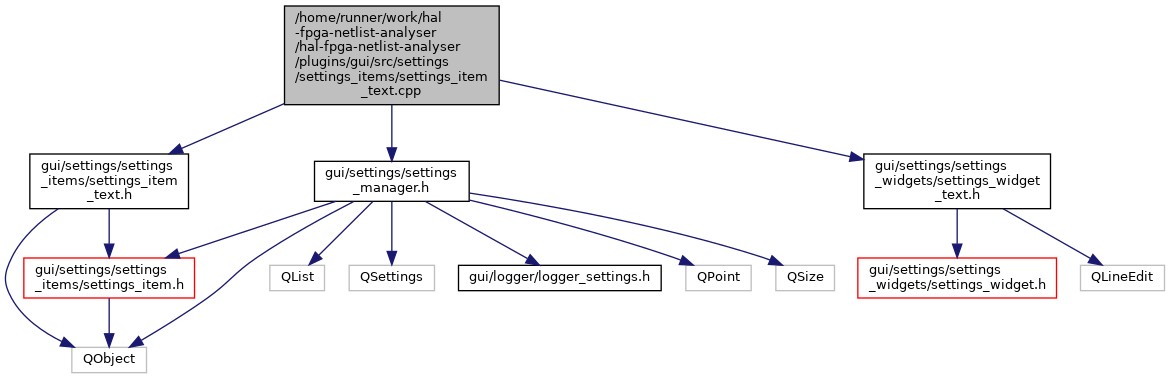 /home/runner/work/hal
-fpga-netlist-analyser
/hal-fpga-netlist-analyser
/plugins/gui/src/settings
/settings_items/settings_item
_text.cpp
gui/settings/settings
_items/settings_item
_text.h
gui/settings/settings
_manager.h
gui/settings/settings
_widgets/settings_widget
_text.h
gui/settings/settings
_items/settings_item.h
QList
QSettings
gui/logger/logger_settings.h
QPoint
QSize
gui/settings/settings
_widgets/settings_widget.h
QLineEdit
QObject